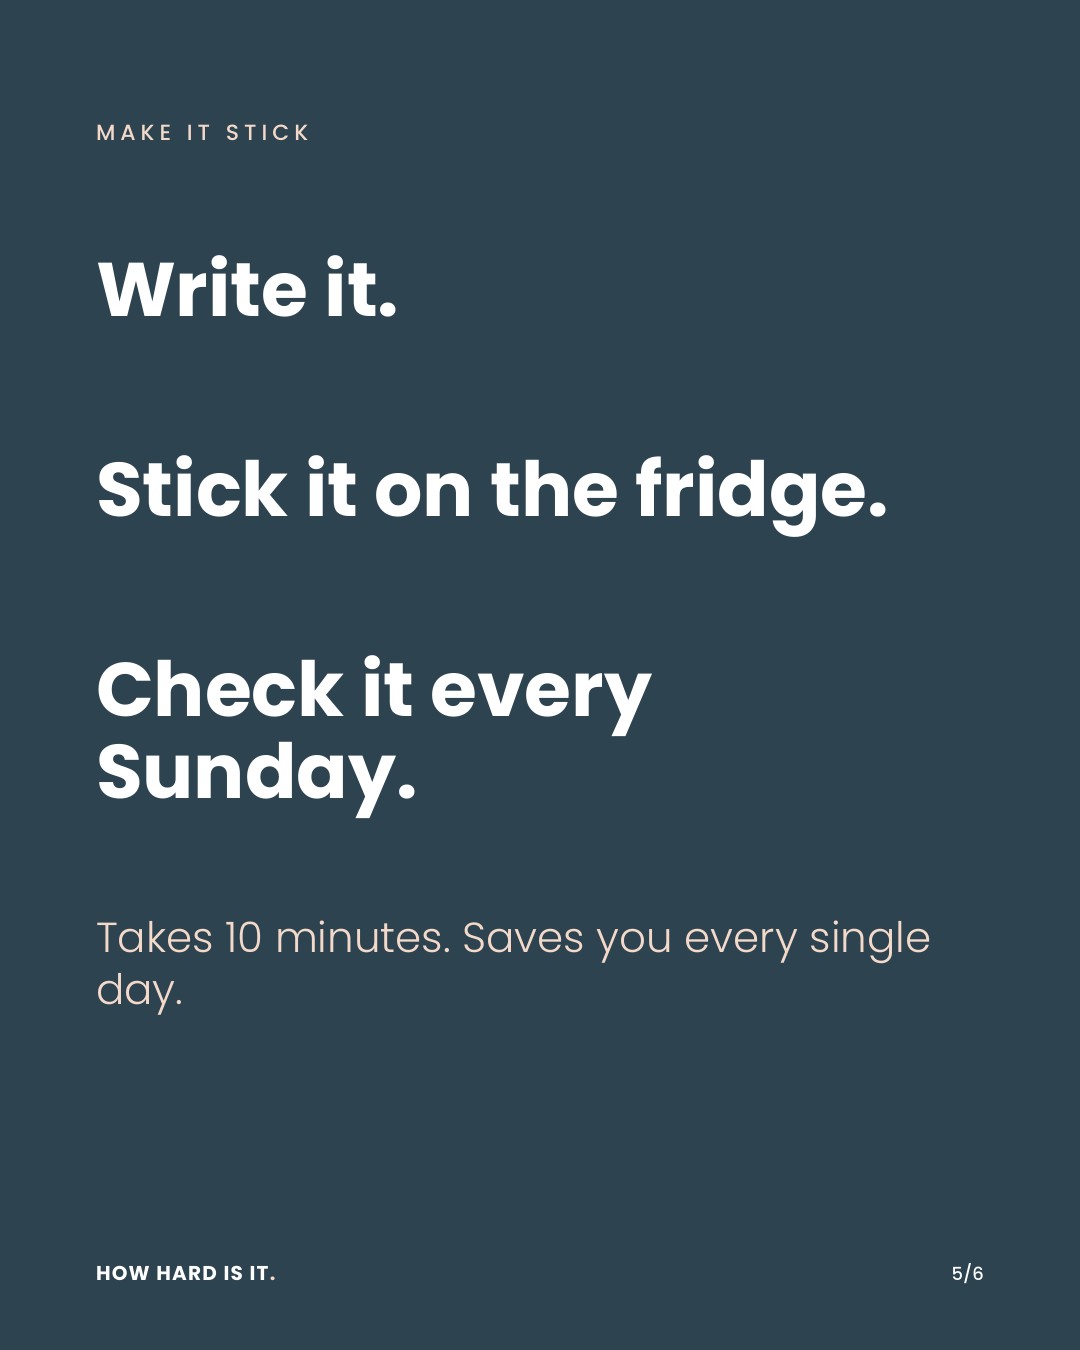 MAKE IT STICK
Write it.
Stick it on the fridge.
Check it every
Sunday.
Takes 10 minutes. Saves you every single
day.
HOW HARD IS IT.
5/6